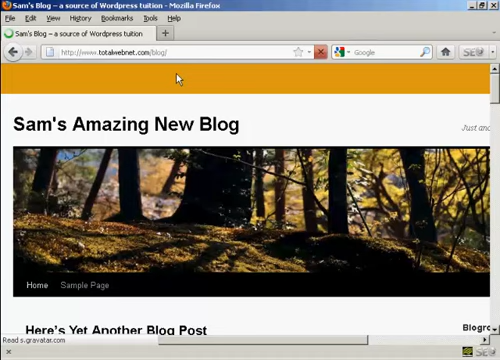 Sam's Blog – a source of Wordpress tuition - Mozilla Firefox
File Edit View History Bookmarks Tools Help
Sam's Blog – a source of Wordpress tuition
http://www.totalwebnet.com/blog/
Google
Sam's Amazing New Blog
Just
Home Sample Page
Here's Yet Another Blog Post
Blogro
Read s.gravatar.com